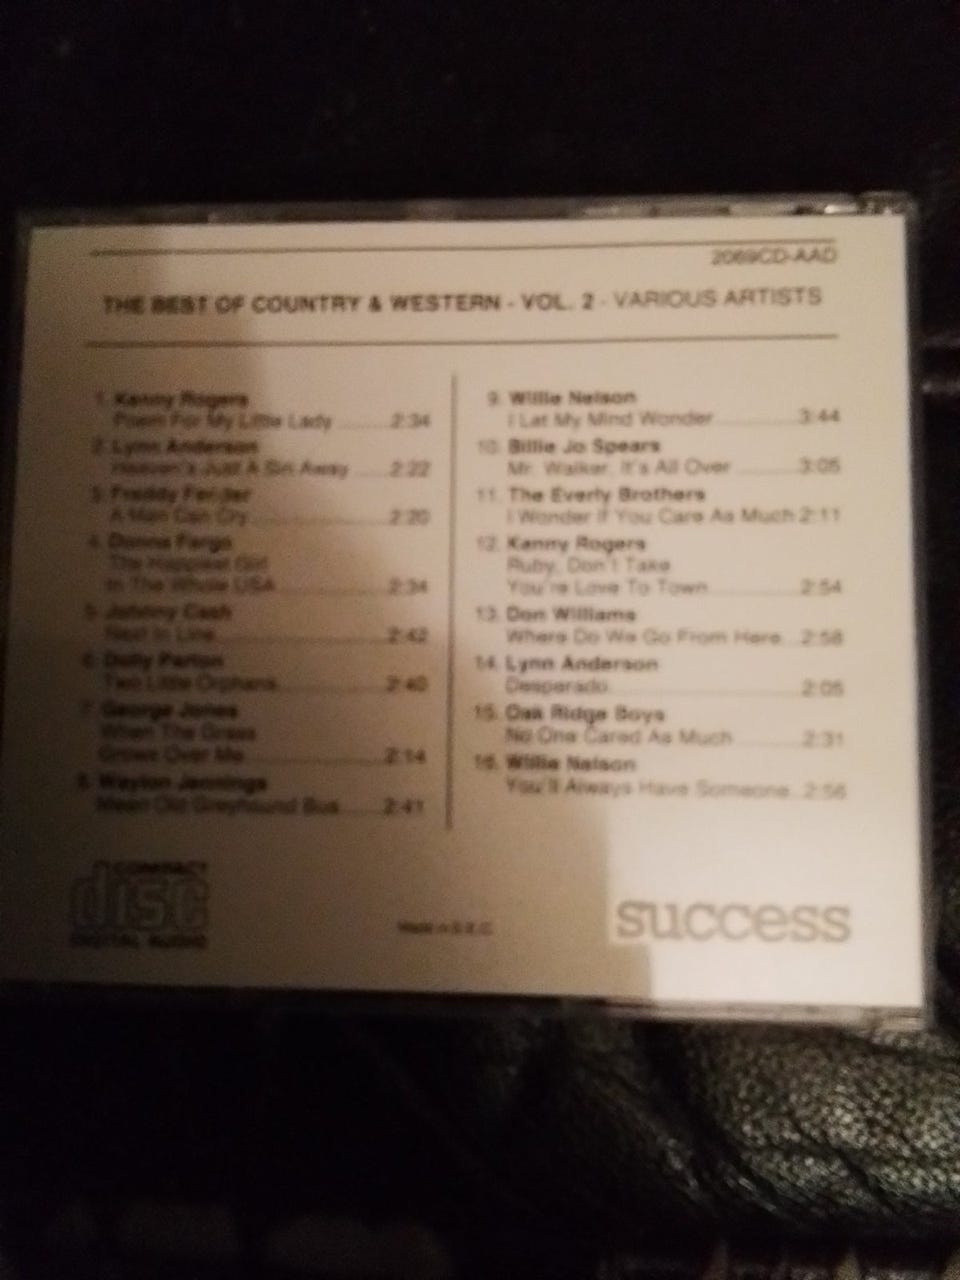 2069CD-AAD
THE BEST OF COUNTRY & WESTERN - VOL. 2 - VARIOUS ARTISTS
1. Kenny Rogers
Poem For My Little Lady ........2:34
2. Lynn Anderson
Heaven's Just A Sin Away ......2:22
3. Freddy Fender
A Man Can Cry......................2:20
4. Donna Fargo
The Happiest Girl
In The Whole USA.................2:34
5. Johnny Cash
Next In Line...........................2:42
6. Dolly Parton
Two Little Orphans................2:40
7. George Jones
When The Grass
Grows Over Me.....................2:14
8. Waylon Jennings
Mean Old Greyhound Bus ......2:41
9. Willie Nelson
I Let My Mind Wonder............3:44
10. Billie Jo Spears
Mr. Walker, It's All Over .........3:05
11. The Everly Brothers
I Wonder If You Care As Much 2:11
12. Kenny Rogers
Ruby, Don't Take
You're Love To Town.............2:54
13. Don Williams
Where Do We Go From Here...2:58
14. Lynn Anderson
Desperado.............................2:05
15. Oak Ridge Boys
No One Cared As Much..........2:31
16. Willie Nelson
You'll Always Have Someone..2:56
COMPACT
disc
DIGITAL AUDIO
Made in E.E.C.
success